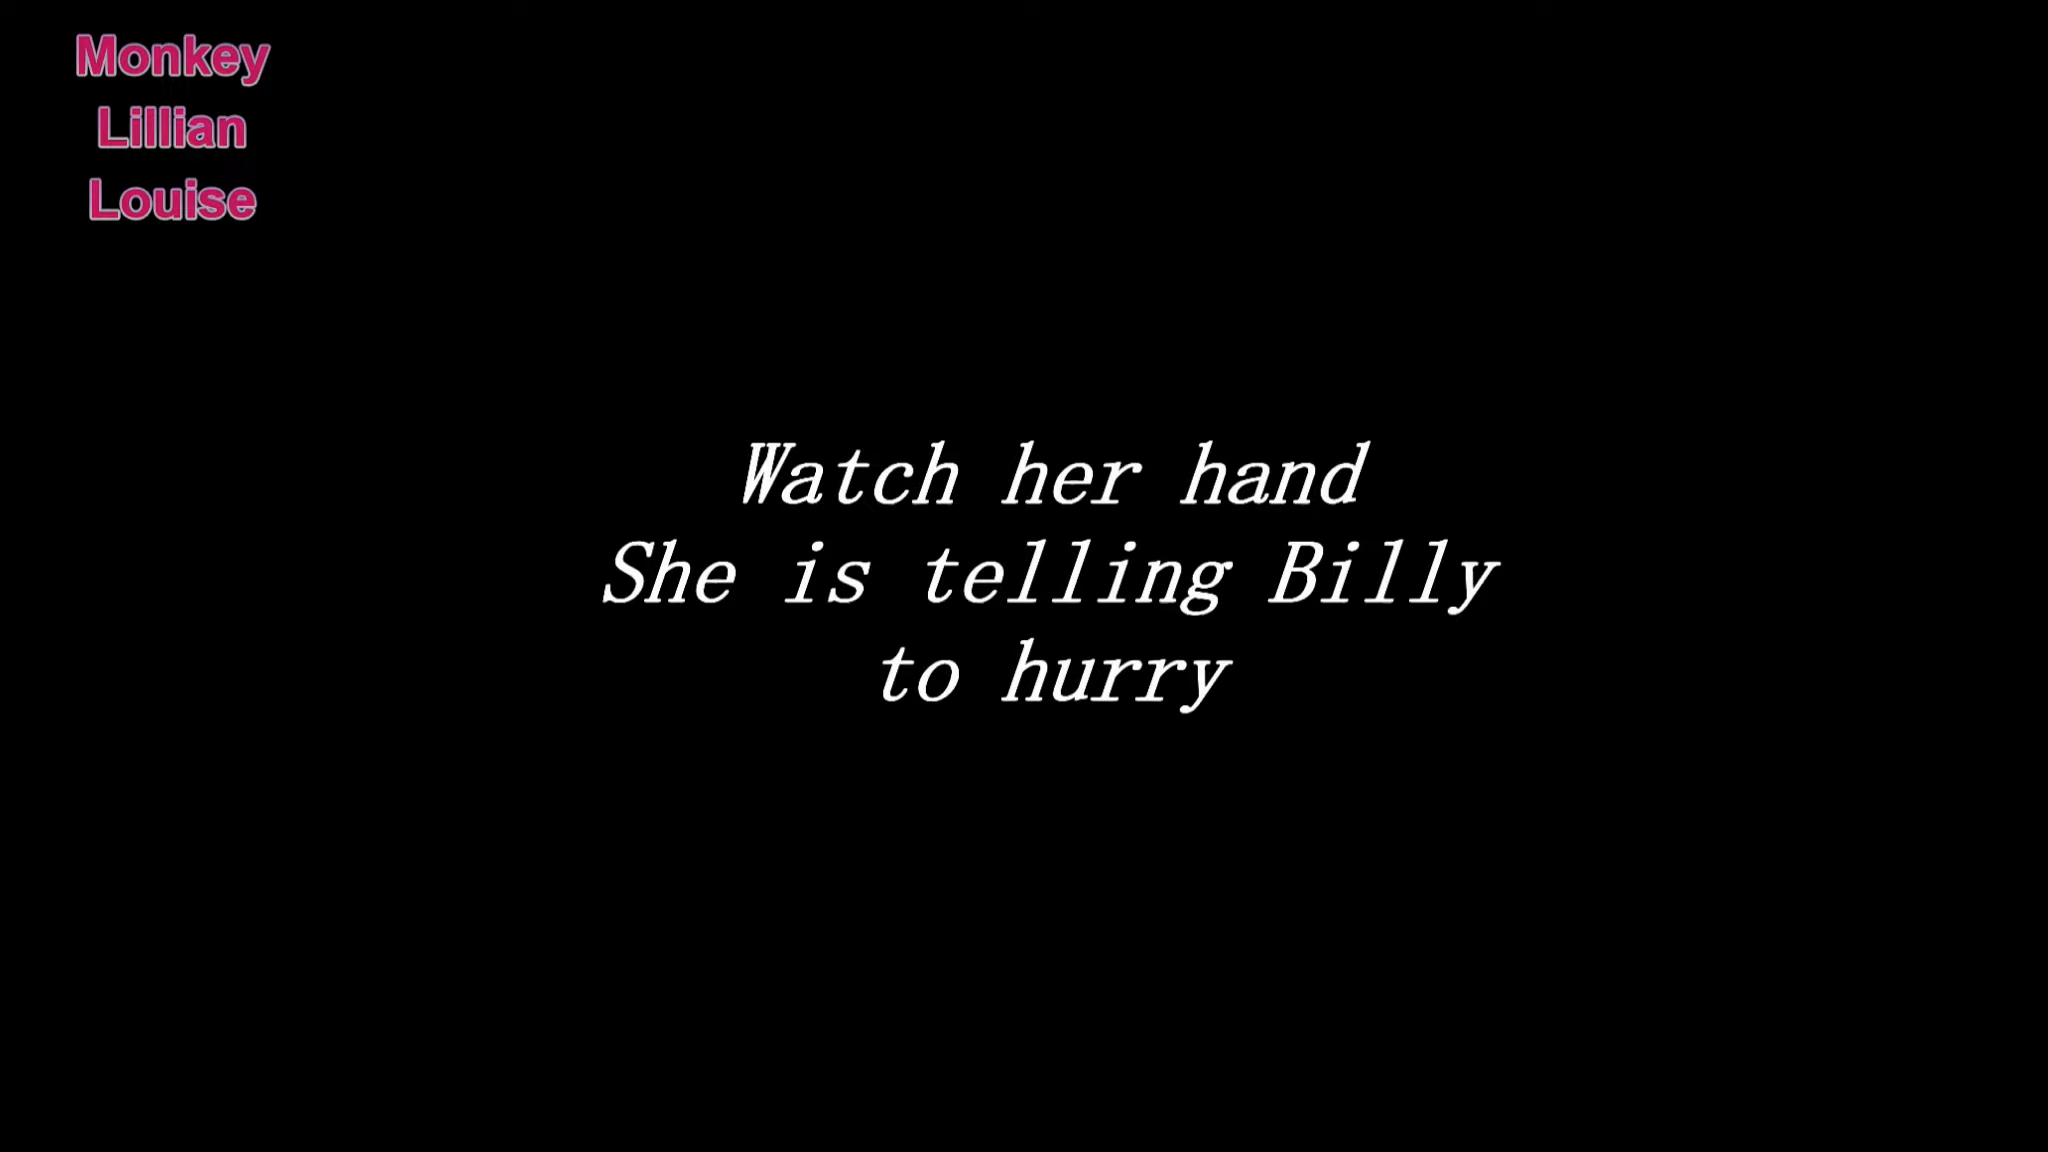 Monkey
Lillian
Louise
Watch her hand
She is telling Billy
to hurry